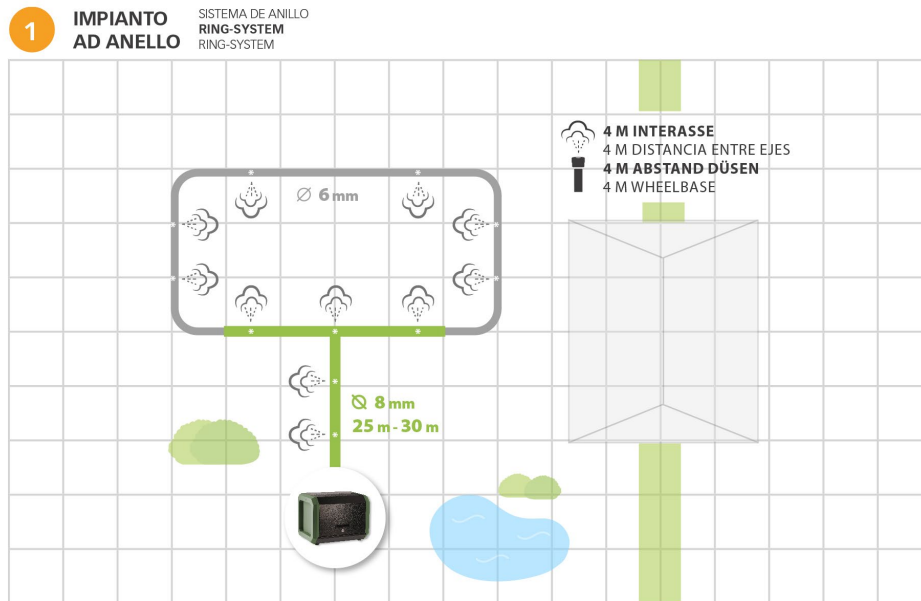 1
IMPIANTO
AD ANELLO
SISTEMA DE ANILLO
RING-SYSTEM
RING-SYSTEM
4 M INTERASSE
4 M DISTANCIA ENTRE EJES
4 M ABSTAND DÜSEN
4 M WHEELBASE
Ø 6 mm
Ø 8 mm
25 m - 30 m